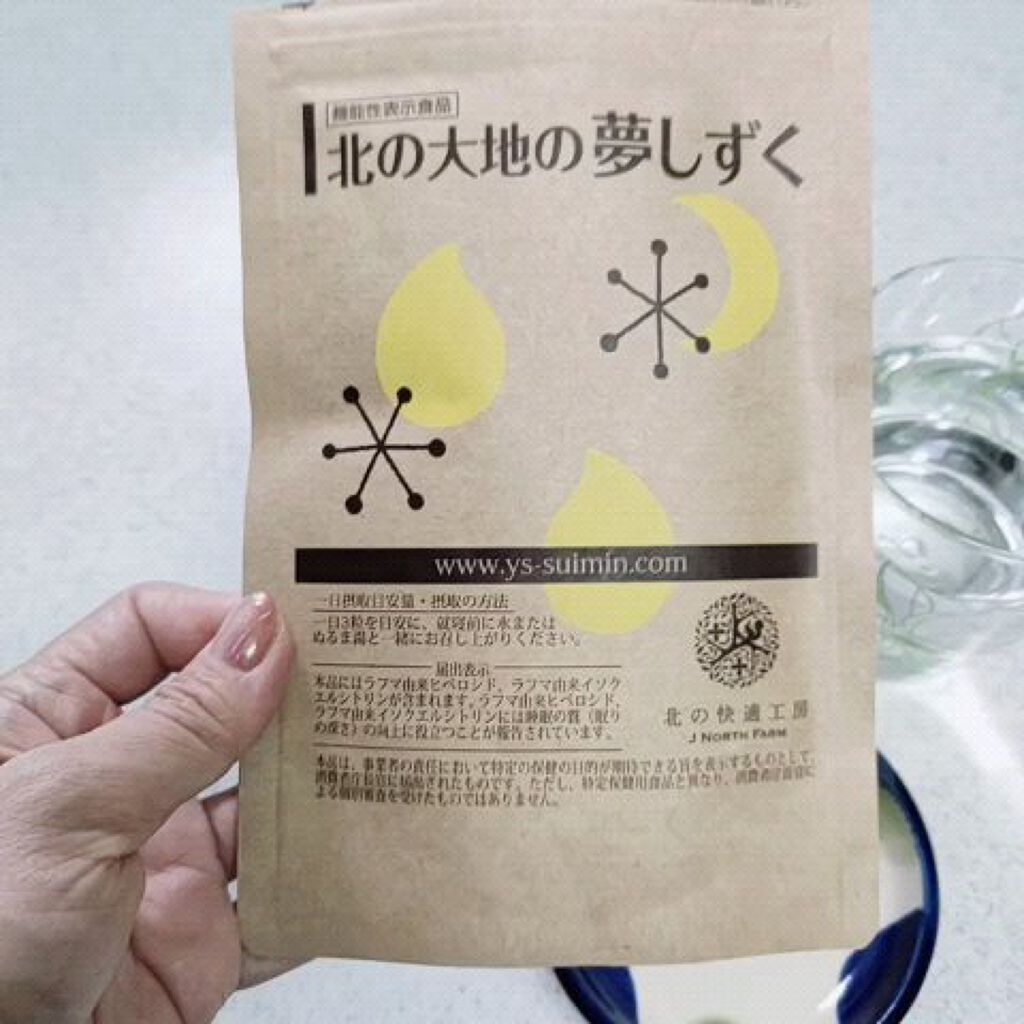 機能性表示食品
北の大地の夢しずく
www.ys-suimin.com
一日摂取目安量・摂取の方法
一日3粒を目安に、就寝前に水または
ぬるま湯と一緒にお召し上がりください。
届出表示
本品にはラフマ由来ヒペロシド、ラフマ由来イソク
エルシトリンが含まれます。ラフマ由来ヒペロシド、
ラフマ由来イソクエルシトリンには睡眠の質（眠り
の深さ）の向上に役立つことが報告されています。
北の快適工房
J NORTH FARM
本品は、事業者の責任において特定の保健の目的が期待できる旨を表示するものとして、
消費者庁長官に届出されたものです。ただし、特定保健用食品と異なり、消費者庁長官に
よる個別審査を受けたものではありません。